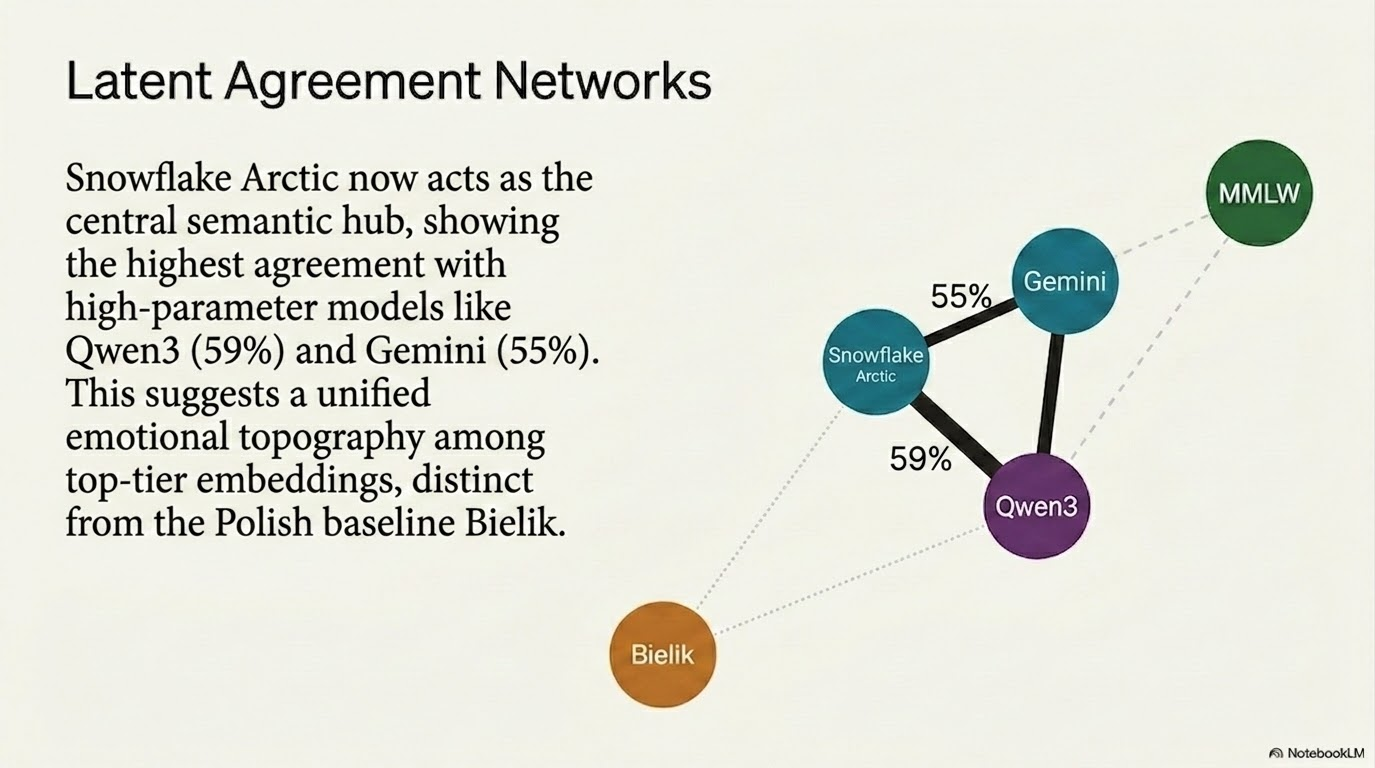 Latent Agreement Networks
Snowflake Arctic now acts as the
central semantic hub, showing
the highest agreement with
high-parameter models like
Qwen3 (59%) and Gemini (55%).
This suggests a unified
emotional topography among
top-tier embeddings, distinct
from the Polish baseline Bielik.
MMLW
Gemini
55%
Snowflake
Arctic
59%
Qwen3
Bielik
NotebookLM